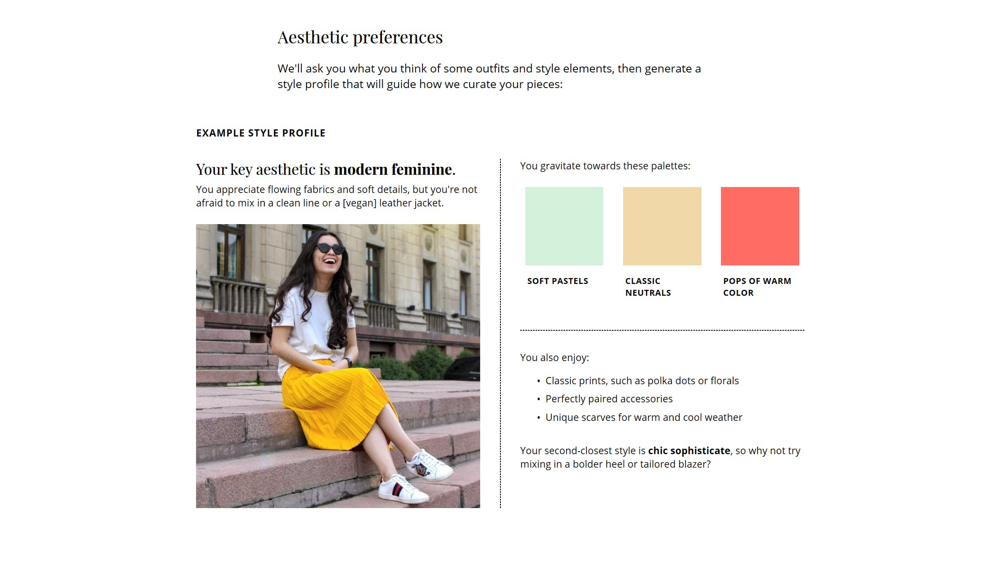 Aesthetic preferences
We'll ask you what you think of some outfits and style elements, then generate a
style profile that will guide how we curate your pieces:
EXAMPLE STYLE PROFILE
Your key aesthetic is modern feminine.
You appreciate flowing fabrics and soft details, but you're not
afraid to mix in a clean line or a [vegan] leather jacket.
You gravitate towards these palettes:
SOFT PASTELS
CLASSIC
NEUTRALS
POPS OF WARM
COLOR
You also enjoy:
• Classic prints, such as polka dots or florals
• Perfectly paired accessories
• Unique scarves for warm and cool weather
Your second-closest style is chic sophisticate, so why not try
mixing in a bolder heel or tailored blazer?